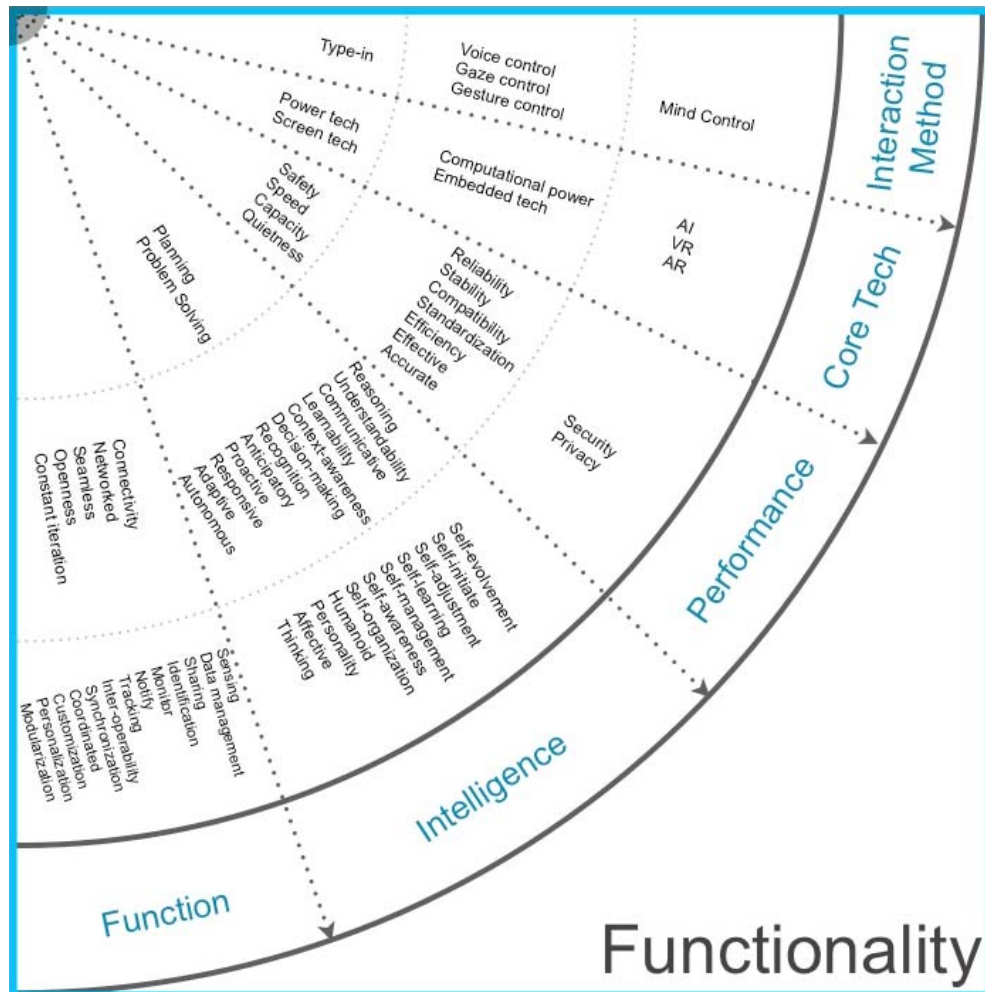 Type-in
Voice control
Gaze control
Gesture control
Mind Control
Interaction
Method
Power tech
Screen tech
Computational power
Embedded tech
AI
VR
AR
Core Tech
Safety
Speed
Capacity
Quietness
Reliability
Stability
Compatibility
Standardization
Efficiency
Effective
Accurate
Security
Privacy
Performance
Planning
Problem Solving
Reasoning
Understandability
Communicative
Learnability
Context-awareness
Decision-making
Recognition
Anticipatory
Proactive
Responsive
Adaptive
Autonomous
Self-evolvement
Self-initiate
Self-adjustment
Self-learning
Self-management
Self-awareness
Self-organization
Humanoid
Personality
Affective
Thinking
Intelligence
Connectivity
Networked
Seamless
Openness
Constant iteration
Sensing
Data management
Sharing
Identification
Monitor
Notify
Tracking
Inter-operability
Synchronization
Coordinated
Customization
Personalization
Modularization
Function
Functionality